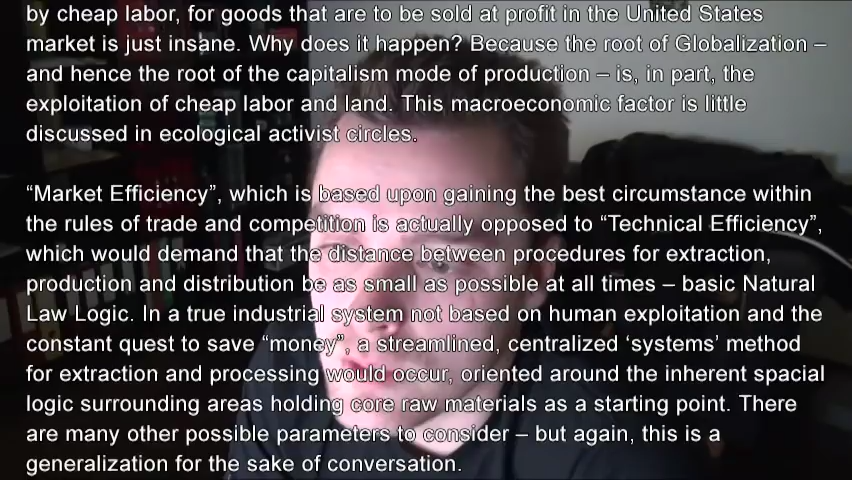 by cheap labor, for goods that are to be sold at profit in the United States
market is just insane. Why does it happen? Because the root of Globalization –
and hence the root of the capitalism mode of production – is, in part, the
exploitation of cheap labor and land. This macroeconomic factor is little
discussed in ecological activist circles.
“Market Efficiency”, which is based upon gaining the best circumstance within
the rules of trade and competition is actually opposed to “Technical Efficiency”,
which would demand that the distance between procedures for extraction,
production and distribution be as small as possible at all times – basic Natural
Law Logic. In a true industrial system not based on human exploitation and the
constant quest to save “money”, a streamlined, centralized ‘systems’ method
for extraction and processing would occur, oriented around the inherent spacial
logic surrounding areas holding core raw materials as a starting point. There
are many other possible parameters to consider – but again, this is a
generalization for the sake of conversation.